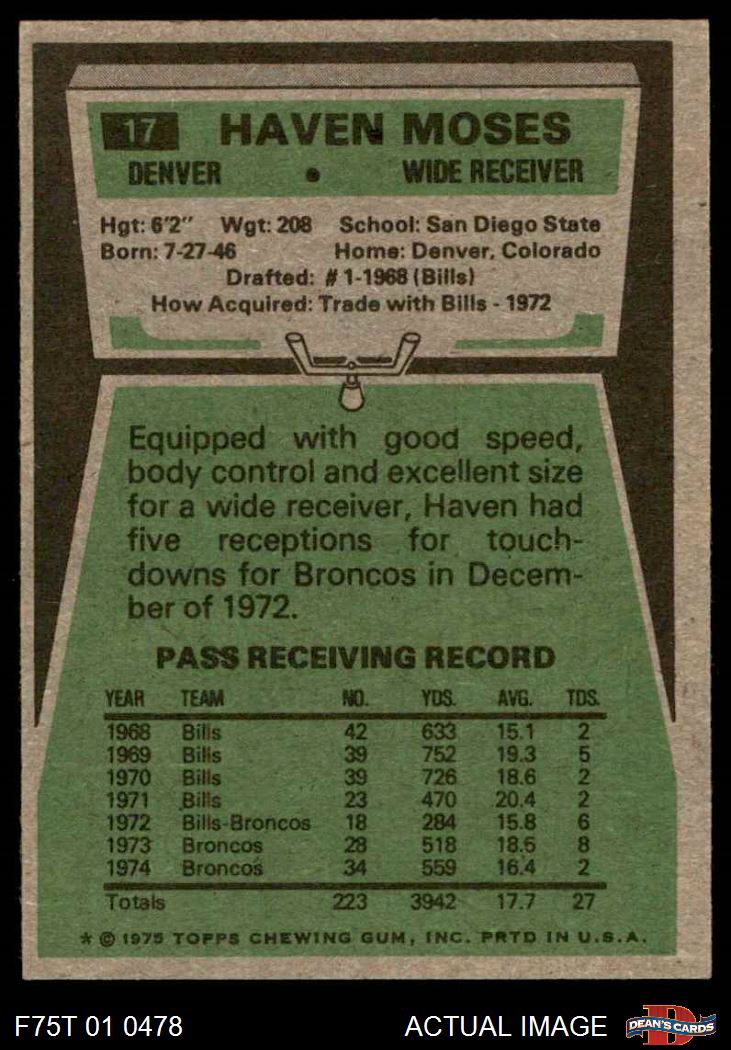 17 HAVEN MOSES
DENVER • WIDE RECEIVER
Hgt: 6'2" Wgt: 208 School: San Diego State
Born: 7-27-46 Home: Denver, Colorado
Drafted: #1-1968 (Bills)
How Acquired: Trade with Bills - 1972
Equipped with good speed,
body control and excellent size
for a wide receiver, Haven had
five receptions for touch-
downs for Broncos in Decem-
ber of 1972.
PASS RECEIVING RECORD
YEAR TEAM NO. YDS. AVG. TDS.
1968 Bills 42 633 15.1 2
1969 Bills 39 752 19.3 5
1970 Bills 39 726 18.6 2
1971 Bills 23 470 20.4 2
1972 Bills-Broncos 18 284 15.8 6
1973 Broncos 28 518 18.5 8
1974 Broncos 34 559 16.4 2
Totals 223 3942 17.7 27
* © 1975 TOPPS CHEWING GUM, INC. PRTD IN U.S.A.
F75T 01 0478 ACTUAL IMAGE D DEAN'S CARDS